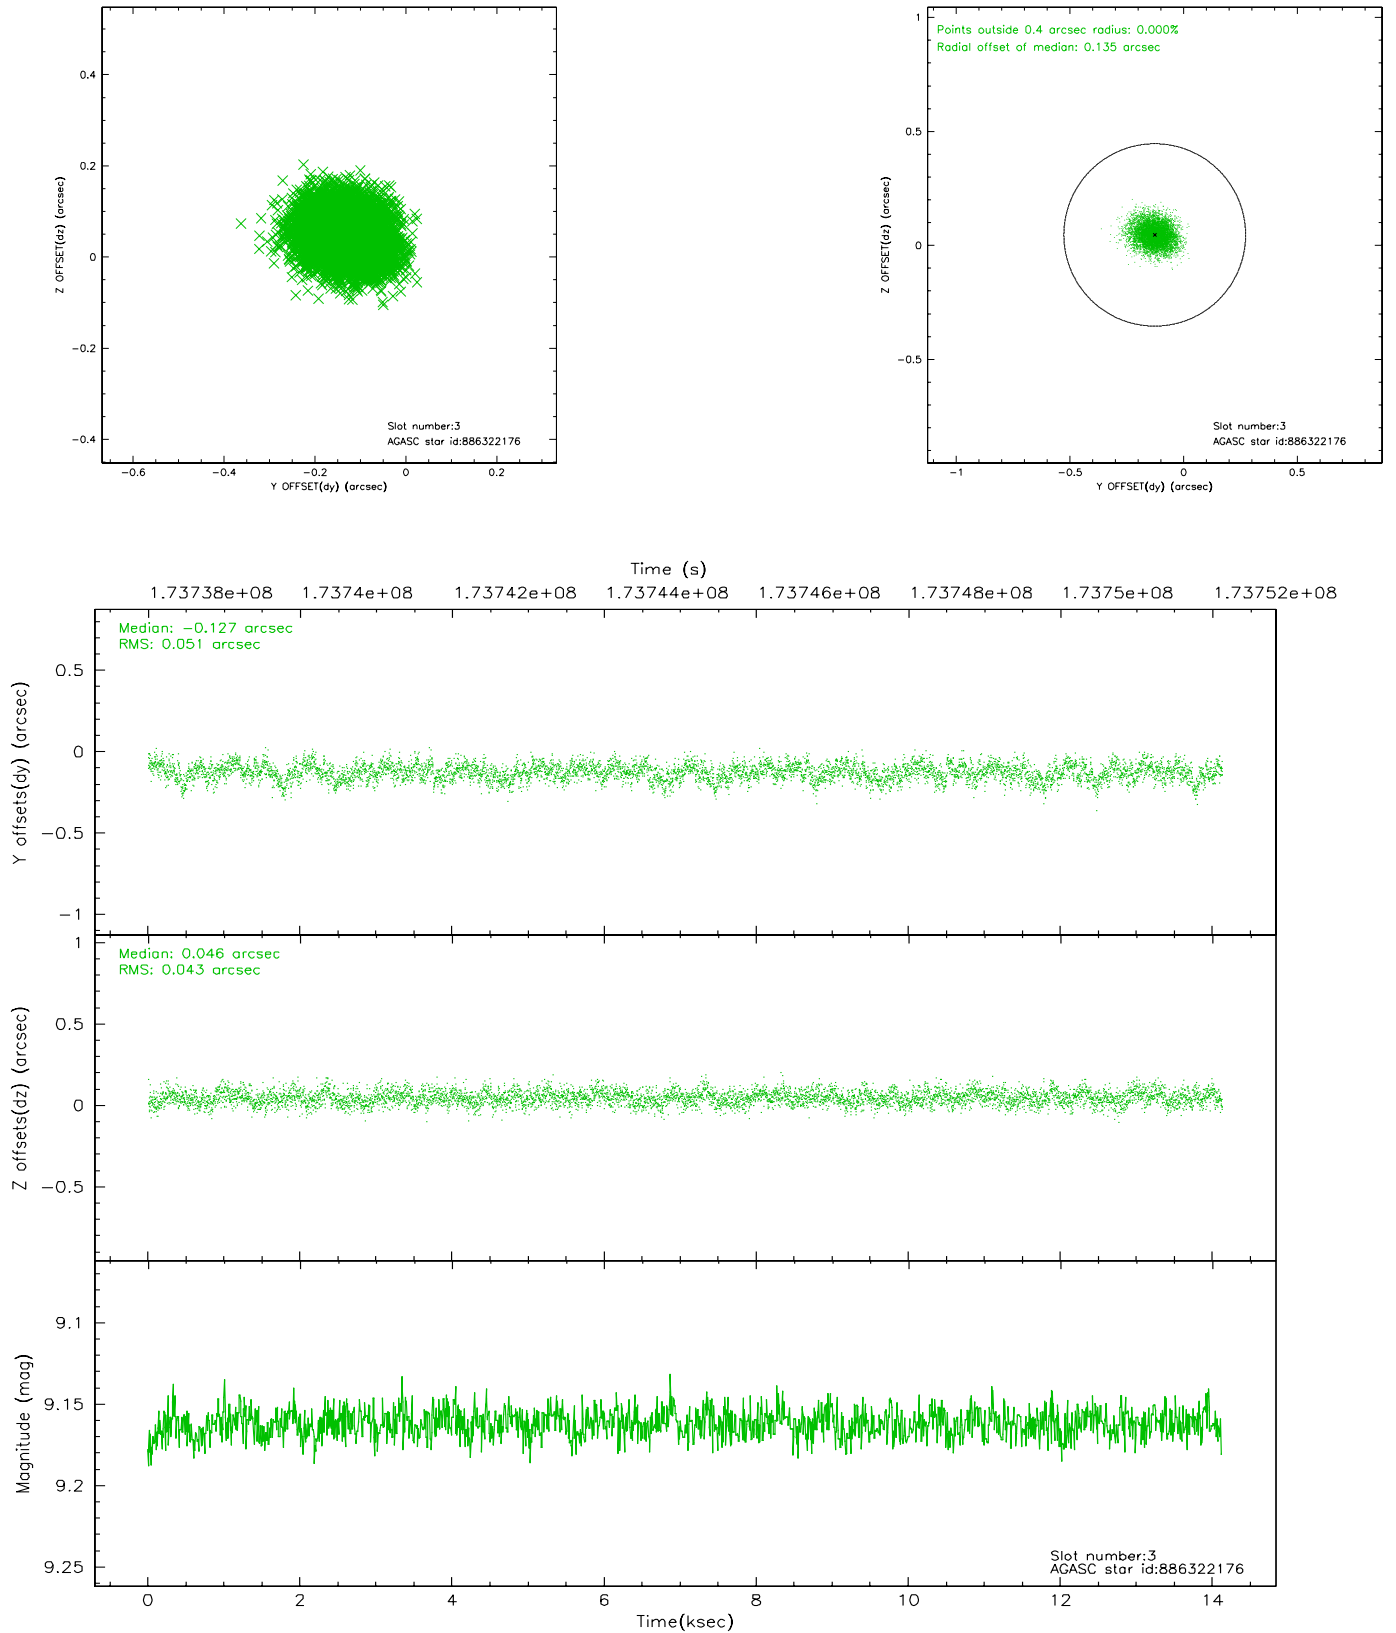 0.4
0.2
0
−0.2
−0.4
Z OFFSET(dz) (arcsec)
Slot number:3
AGASC star id:886322176
−0.6 −0.4 −0.2 0 0.2
Y OFFSET(dy) (arcsec)
Points outside 0.4 arcsec radius: 0.000%
Radial offset of median: 0.135 arcsec
1
0.5
0
−0.5
Z OFFSET(dz) (arcsec)
Slot number:3
AGASC star id:886322176
−1 −0.5 0 0.5
Y OFFSET(dy) (arcsec)
Time (s)
1.73738e+08 1.7374e+08 1.73742e+08 1.73744e+08 1.73746e+08 1.73748e+08 1.7375e+08 1.73752e+08
Median: −0.127 arcsec
RMS: 0.051 arcsec
0.5
0
−0.5
−1
Y offsets(dy) (arcsec)
Median: 0.046 arcsec
RMS: 0.043 arcsec
1
0.5
0
−0.5
Z offsets(dz) (arcsec)
9.1
9.15
9.2
9.25
Magnitude (mag)
Slot number:3
AGASC star id:886322176
0 2 4 6 8 10 12 14
Time(ksec)